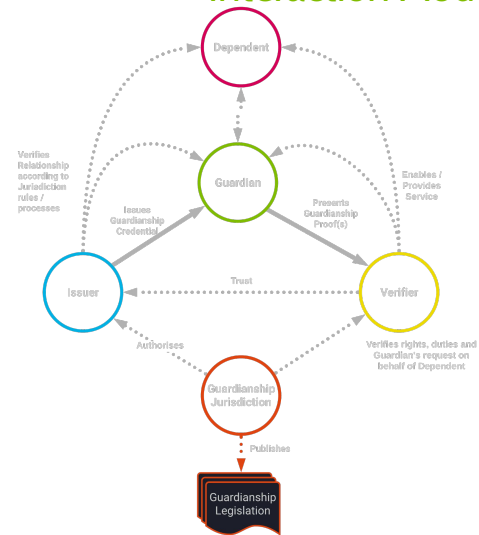 Dependent
Verifies
Relationship
according to
Jurisdiction
rules /
processes
Guardian
Enables /
Provides
Service
Issues
Guardianship
Credential
Presents
Guardianship
Proof(s)
Issuer
Trust
Verifier
Authorises
Verifies rights, duties and
Guardian's request on
behalf of Dependent
Guardianship
Jurisdiction
Publishes
Guardianship
Legislation